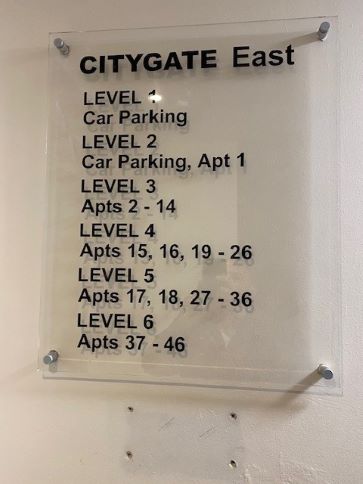 CITYGATE East
LEVEL 1
Car Parking
LEVEL 2
Car Parking, Apt 1
LEVEL 3
Apts 2 - 14
LEVEL 4
Apts 15, 16, 19 - 26
LEVEL 5
Apts 17, 18, 27 - 36
LEVEL 6
Apts 37 - 46